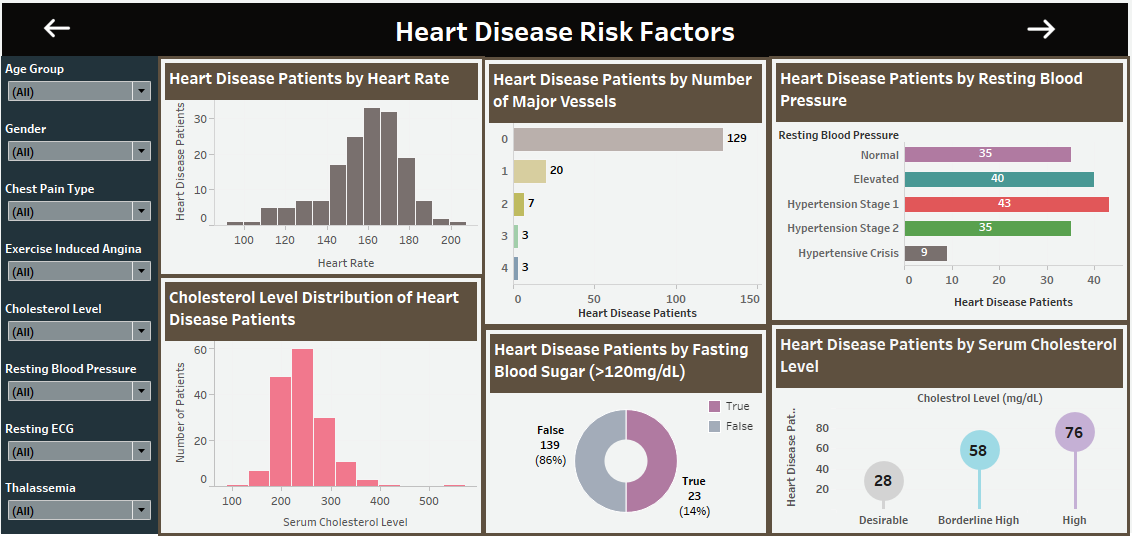 Heart Disease Risk Factors
Age Group
(All)
Gender
(All)
Chest Pain Type
(All)
Exercise Induced Angina
(All)
Cholesterol Level
(All)
Resting Blood Pressure
(All)
Resting ECG
(All)
Thalassemia
(All)
Heart Disease Patients by Heart Rate
Heart Disease Patients
30
20
10
0
100 120 140 160 180 200
Heart Rate
Cholesterol Level Distribution of Heart
Disease Patients
Number of Patients
60
40
20
0
100 200 300 400 500
Serum Cholesterol Level
Heart Disease Patients by Number
of Major Vessels
0 129
1 20
2 7
3 3
4 3
0 50 100 150
Heart Disease Patients
Heart Disease Patients by Fasting
Blood Sugar (>120mg/dL)
True
False
False
139
(86%)
True
23
(14%)
Heart Disease Patients by Resting Blood
Pressure
Resting Blood Pressure
Normal 35
Elevated 40
Hypertension Stage 1 43
Hypertension Stage 2 35
Hypertensive Crisis 9
0 10 20 30 40
Heart Disease Patients
Heart Disease Patients by Serum Cholesterol
Level
Cholestrol Level (mg/dL)
Heart Disease Pat..
80
60
40
20
28
58
76
Desirable Borderline High High